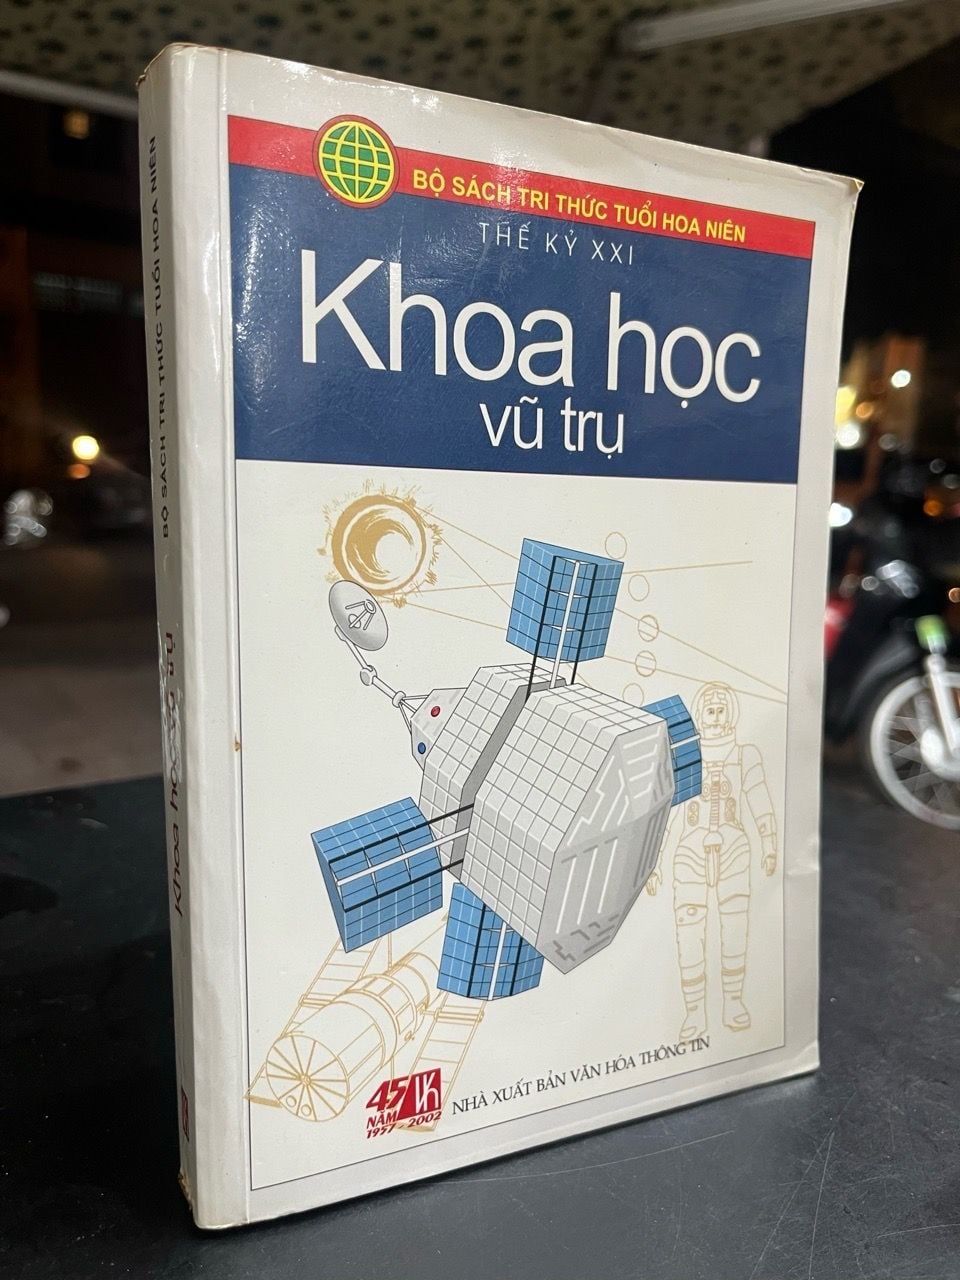 BỘ SÁCH TRI THỨC TUỔI HOA NIÊN
THẾ KỶ XXI
Khoa học
vũ trụ
45 VK
NĂM
1957 - 2002
NHÀ XUẤT BẢN VĂN HÓA THÔNG TIN
BỘ SÁCH TRI THỨC TUỔI HOA NIÊN
Khoa học vũ trụ